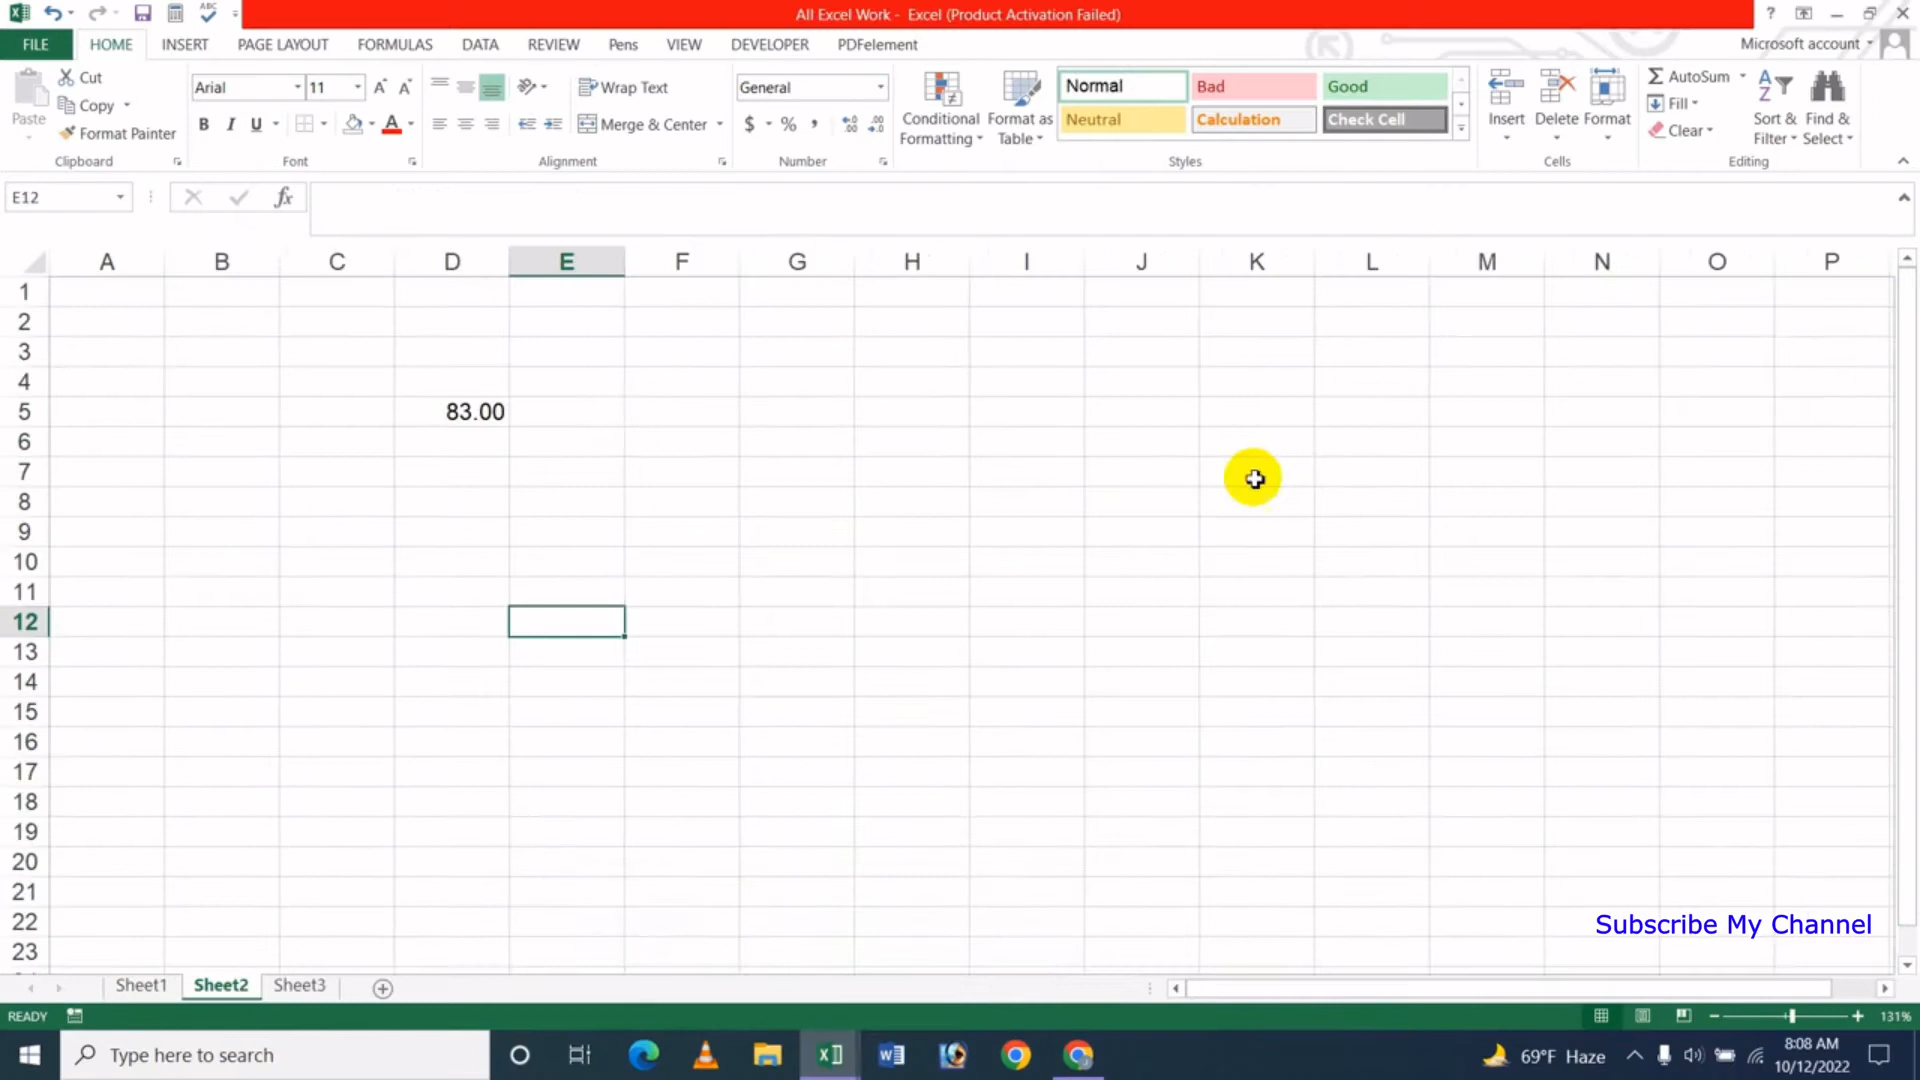 All Excel Work - Excel (Product Activation Failed)
FILE HOME INSERT PAGE LAYOUT FORMULAS DATA REVIEW Pens VIEW DEVELOPER PDFelement Microsoft account
Paste
Cut
Copy
Format Painter
Clipboard
Arial 11
B I U
Font
Wrap Text
Merge & Center
Alignment
General
$ % ,
Number
Conditional Formatting
Format as Table
Normal Bad Good
Neutral Calculation Check Cell
Styles
Insert Delete Format
Cells
AutoSum
Fill
Clear
Sort & Filter
Find & Select
Editing
E12 fx
A B C D E F G H I J K L M N O P
1
2
3
4
5 83.00
6
7
8
9
10
11
12
13
14
15
16
17
18
19
20
21
22
Subscribe My Channel
23
Sheet1 Sheet2 Sheet3
READY 131%
Type here to search
69°F Haze
8:08 AM
10/12/2022